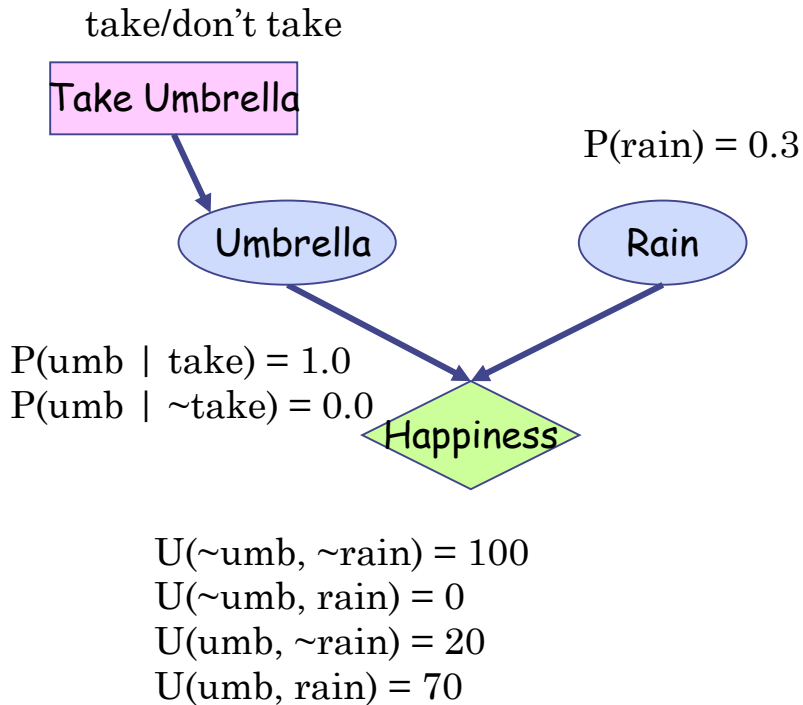 take/don’t take
Take Umbrella
P(rain) = 0.3
Umbrella
Rain
P(umb | take) = 1.0
P(umb | ~take) = 0.0
Happiness
U(~umb, ~rain) = 100
U(~umb, rain) = 0
U(umb, ~rain) = 20
U(umb, rain) = 70